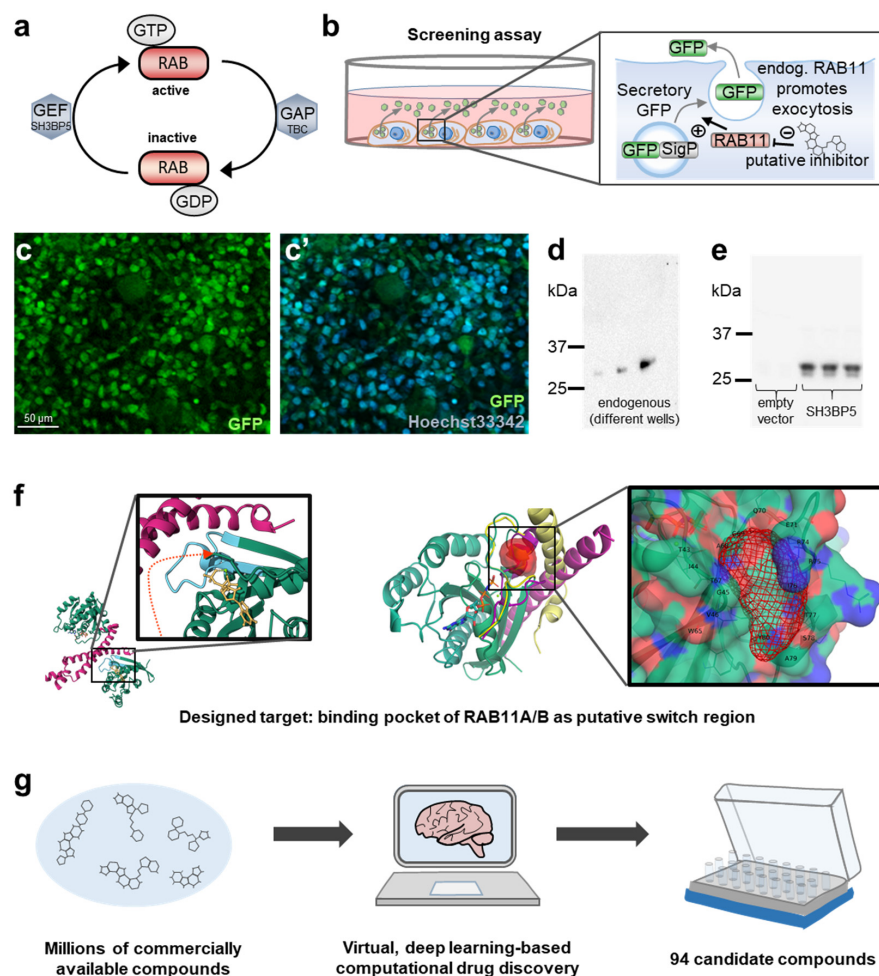 a
GTP
RAB
active
GEF
SH3BP5
GAP
TBC
inactive
RAB
GDP
b
Screening assay
GFP
Secretory
GFP
GFP
endog. RAB11
promotes
exocytosis
GFP
SigP
RAB11
putative inhibitor
c
GFP
50 µm
c'
GFP
Hoechst33342
d
kDa
37
25
endogenous
(different wells)
e
kDa
37
25
empty
vector
SH3BP5
f
Q70
E71
T43
I44
G45
W65
A79
Designed target: binding pocket of RAB11A/B as putative switch region
g
Millions of commercially
available compounds
Virtual, deep learning-based
computational drug discovery
94 candidate compounds